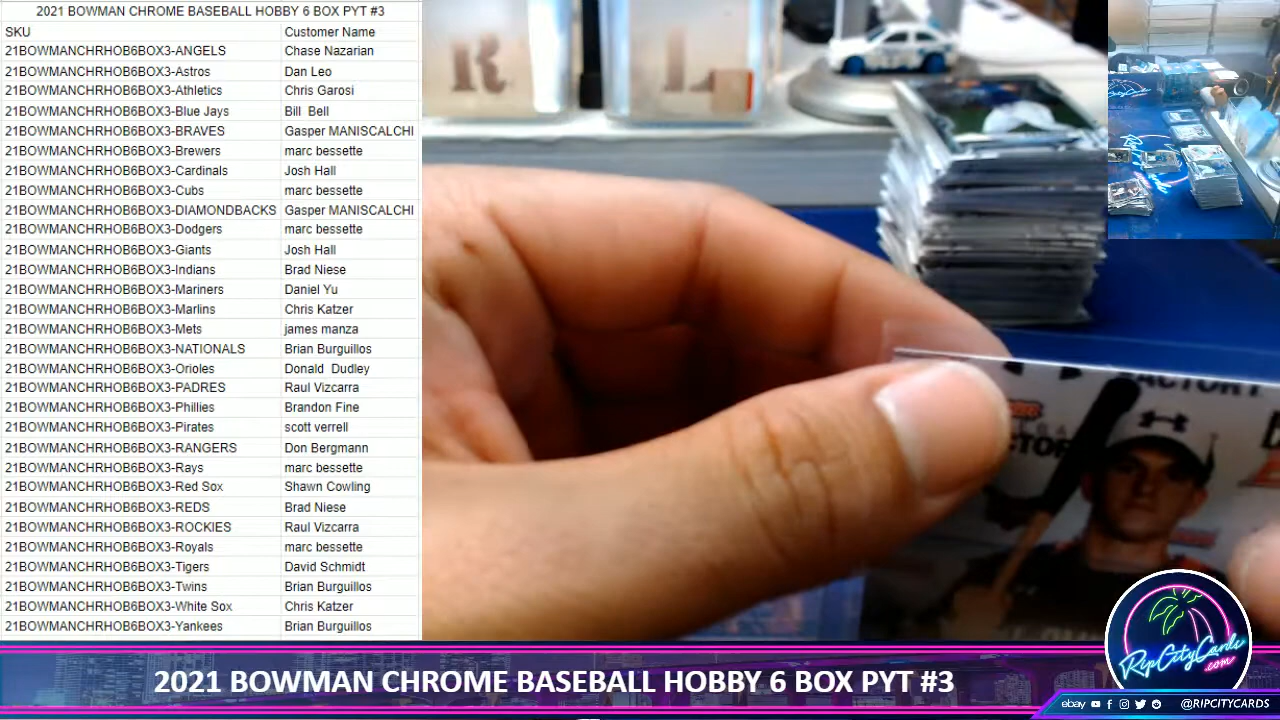 2021 BOWMAN CHROME BASEBALL HOBBY 6 BOX PYT #3
SKU Customer Name
21BOWMANCHRHOB6BOX3-ANGELS Chase Nazarian
21BOWMANCHRHOB6BOX3-Astros Dan Leo
21BOWMANCHRHOB6BOX3-Athletics Chris Garosi
21BOWMANCHRHOB6BOX3-Blue Jays Bill Bell
21BOWMANCHRHOB6BOX3-BRAVES Gasper MANISCALCHI
21BOWMANCHRHOB6BOX3-Brewers marc bessette
21BOWMANCHRHOB6BOX3-Cardinals Josh Hall
21BOWMANCHRHOB6BOX3-Cubs marc bessette
21BOWMANCHRHOB6BOX3-DIAMONDBACKS Gasper MANISCALCHI
21BOWMANCHRHOB6BOX3-Dodgers marc bessette
21BOWMANCHRHOB6BOX3-Giants Josh Hall
21BOWMANCHRHOB6BOX3-Indians Brad Niese
21BOWMANCHRHOB6BOX3-Mariners Daniel Yu
21BOWMANCHRHOB6BOX3-Marlins Chris Katzer
21BOWMANCHRHOB6BOX3-Mets james manza
21BOWMANCHRHOB6BOX3-NATIONALS Brian Burguillos
21BOWMANCHRHOB6BOX3-Orioles Donald Dudley
21BOWMANCHRHOB6BOX3-PADRES Raul Vizcarra
21BOWMANCHRHOB6BOX3-Phillies Brandon Fine
21BOWMANCHRHOB6BOX3-Pirates scott verrell
21BOWMANCHRHOB6BOX3-RANGERS Don Bergmann
21BOWMANCHRHOB6BOX3-Rays marc bessette
21BOWMANCHRHOB6BOX3-Red Sox Shawn Cowling
21BOWMANCHRHOB6BOX3-REDS Brad Niese
21BOWMANCHRHOB6BOX3-ROCKIES Raul Vizcarra
21BOWMANCHRHOB6BOX3-Royals marc bessette
21BOWMANCHRHOB6BOX3-Tigers David Schmidt
21BOWMANCHRHOB6BOX3-Twins Brian Burguillos
21BOWMANCHRHOB6BOX3-White Sox Chris Katzer
21BOWMANCHRHOB6BOX3-Yankees Brian Burguillos
RipCityCards
.com
2021 BOWMAN CHROME BASEBALL HOBBY 6 BOX PYT #3
ebay @RIPCITYCARDS